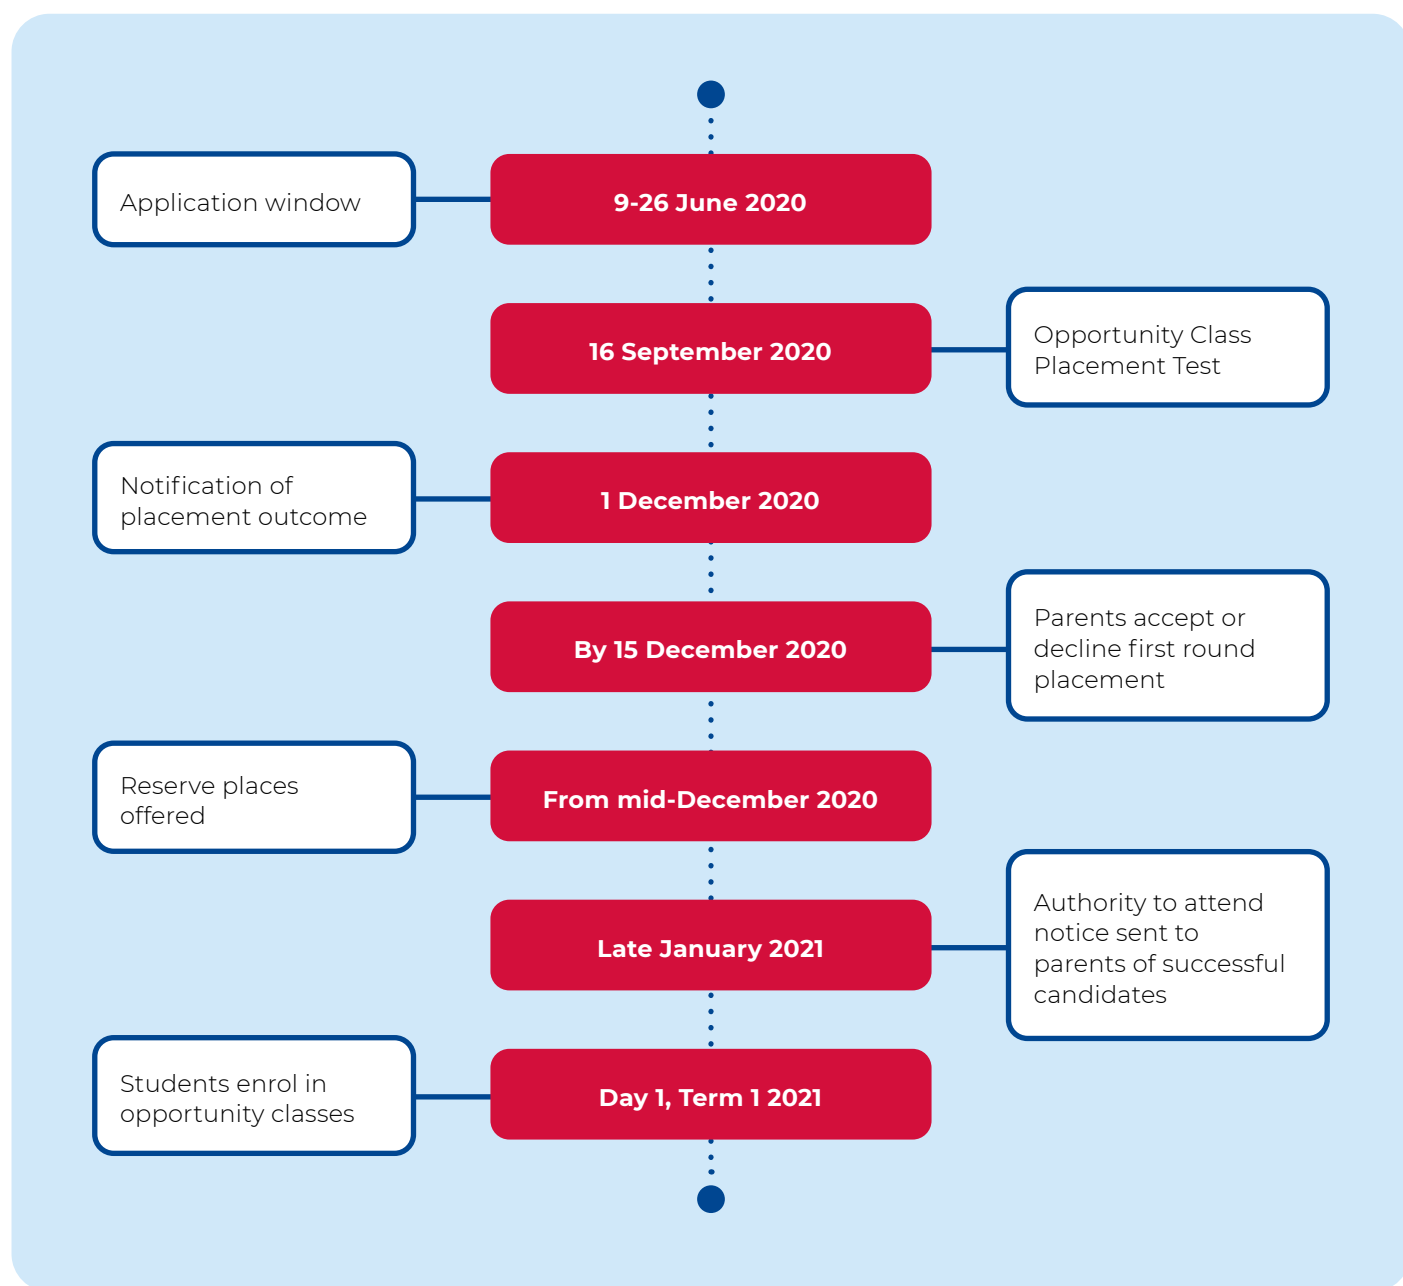 Application window
9-26 June 2020
16 September 2020
Opportunity Class
Placement Test
Notification of
placement outcome
1 December 2020
By 15 December 2020
Parents accept or
decline first round
placement
Reserve places
offered
From mid-December 2020
Late January 2021
Authority to attend
notice sent to
parents of successful
candidates
Students enrol in
opportunity classes
Day 1, Term 1 2021